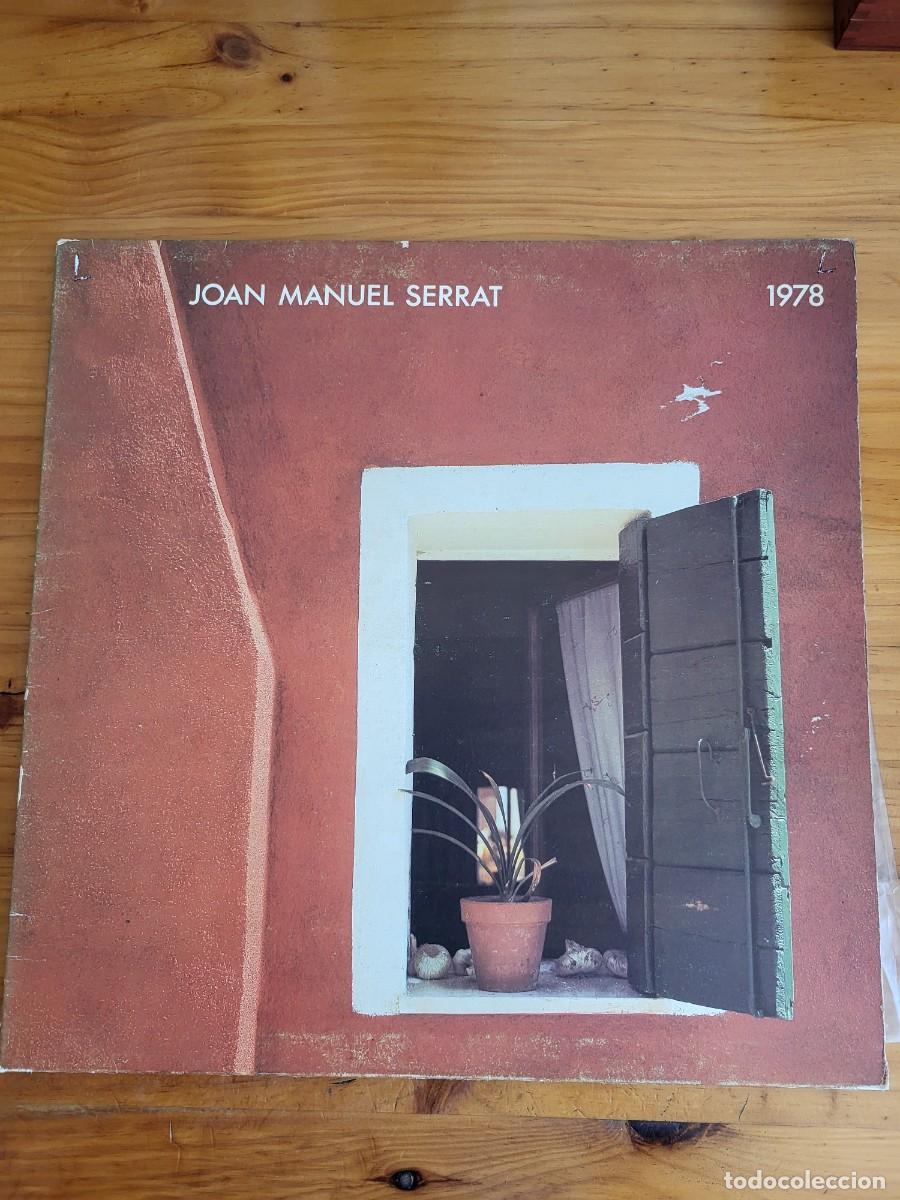 JOAN MANUEL SERRAT 1978
todocoleccion